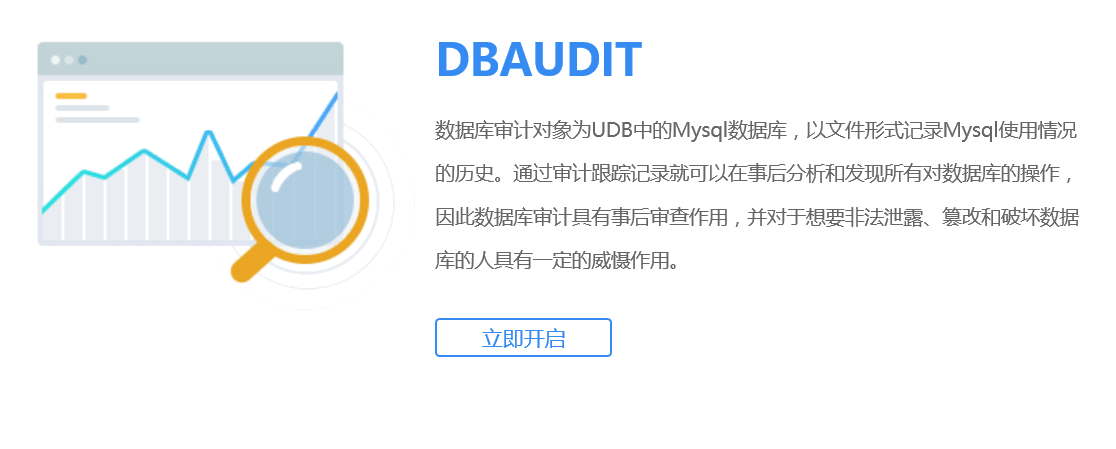 DBAUDIT
数据库审计对象为UDB中的Mysql数据库，以文件形式记录Mysql使用情况
的历史。通过审计跟踪记录就可以在事后分析和发现所有对数据库的操作，
因此数据库审计具有事后审查作用，并对于想要非法泄露、篡改和破坏数据
库的人具有一定的威慑作用。
立即开启